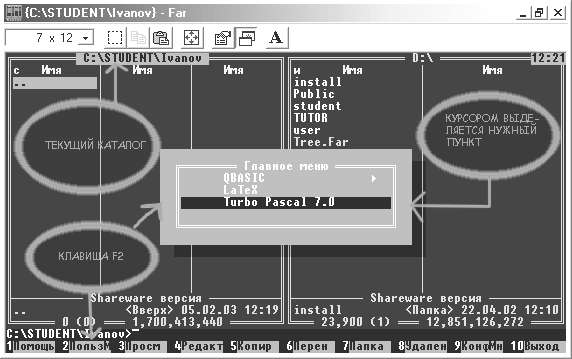 {C:\STUDENT\Ivanov} - Far
7 x 12
A
C:\STUDENT\Ivanov
D:\
12:21
с Имя Имя Имя
и Имя Имя Имя
..
install
Public
student
TUTOR
user
Tree.Far
ТЕКУЩИЙ КАТАЛОГ
КУРСОРОМ ВЫДЕ-
ЛЯЕТСЯ НУЖНЫЙ
ПУНКТ
Главное меню
QBASIC
LaTeX
Turbo Pascal 7.0
КЛАВИША F2
Shareware версия
Shareware версия
.. <Вверх> 05.02.03 12:19
install <Папка> 22.04.02 12:10
0 (0) 1,700,413,440
23,900 (1) 12,851,126,272
C:\STUDENT\Ivanov>
1Помощь 2ПользМ 3Просм 4Редакт 5Копир 6Перен 7Папка 8Удален 9КонфМн 10Выход